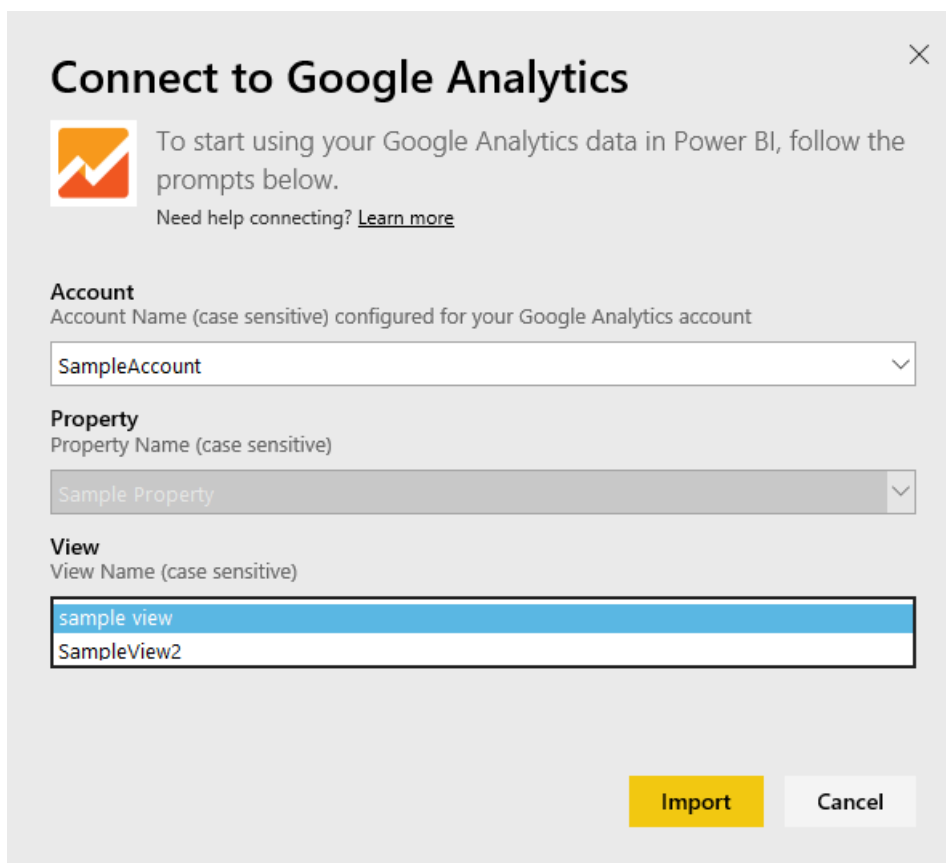 Connect to Google Analytics
To start using your Google Analytics data in Power BI, follow the
prompts below.
Need help connecting? Learn more
Account
Account Name (case sensitive) configured for your Google Analytics account
SampleAccount
Property
Property Name (case sensitive)
Sample Property
View
View Name (case sensitive)
sample view
SampleView2
Import Cancel